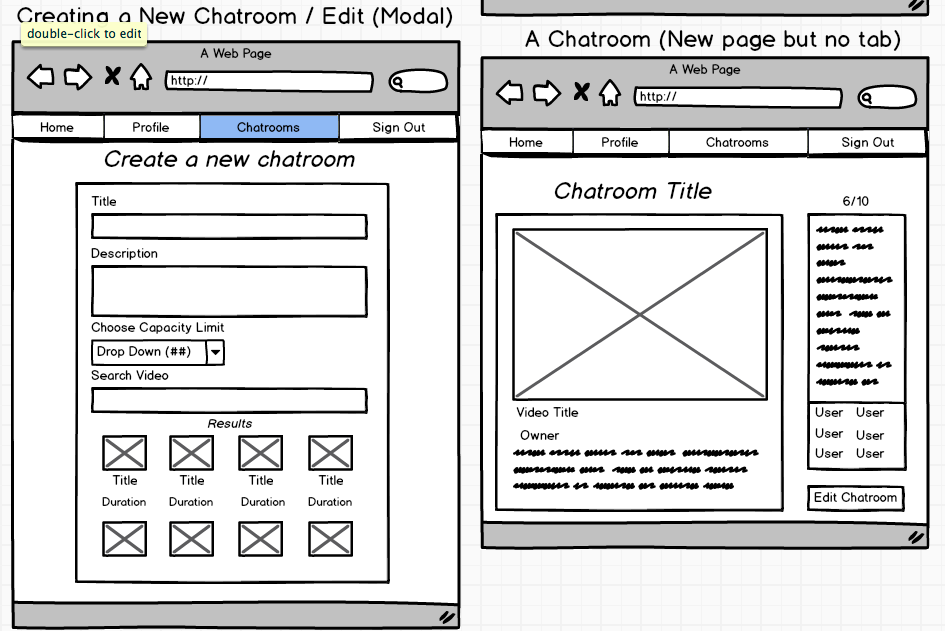 Creating a New Chatroom / Edit (Modal)
double-click to edit
A Web Page
http://
Home Profile Chatrooms Sign Out
Create a new chatroom
Title
Description
Choose Capacity Limit
Drop Down (##)
Search Video
Results
Title Title Title Title
Duration Duration Duration Duration
A Chatroom (New page but no tab)
A Web Page
http://
Home Profile Chatrooms Sign Out
Chatroom Title
6/10
Video Title
Owner
User User
User User
User User
Edit Chatroom